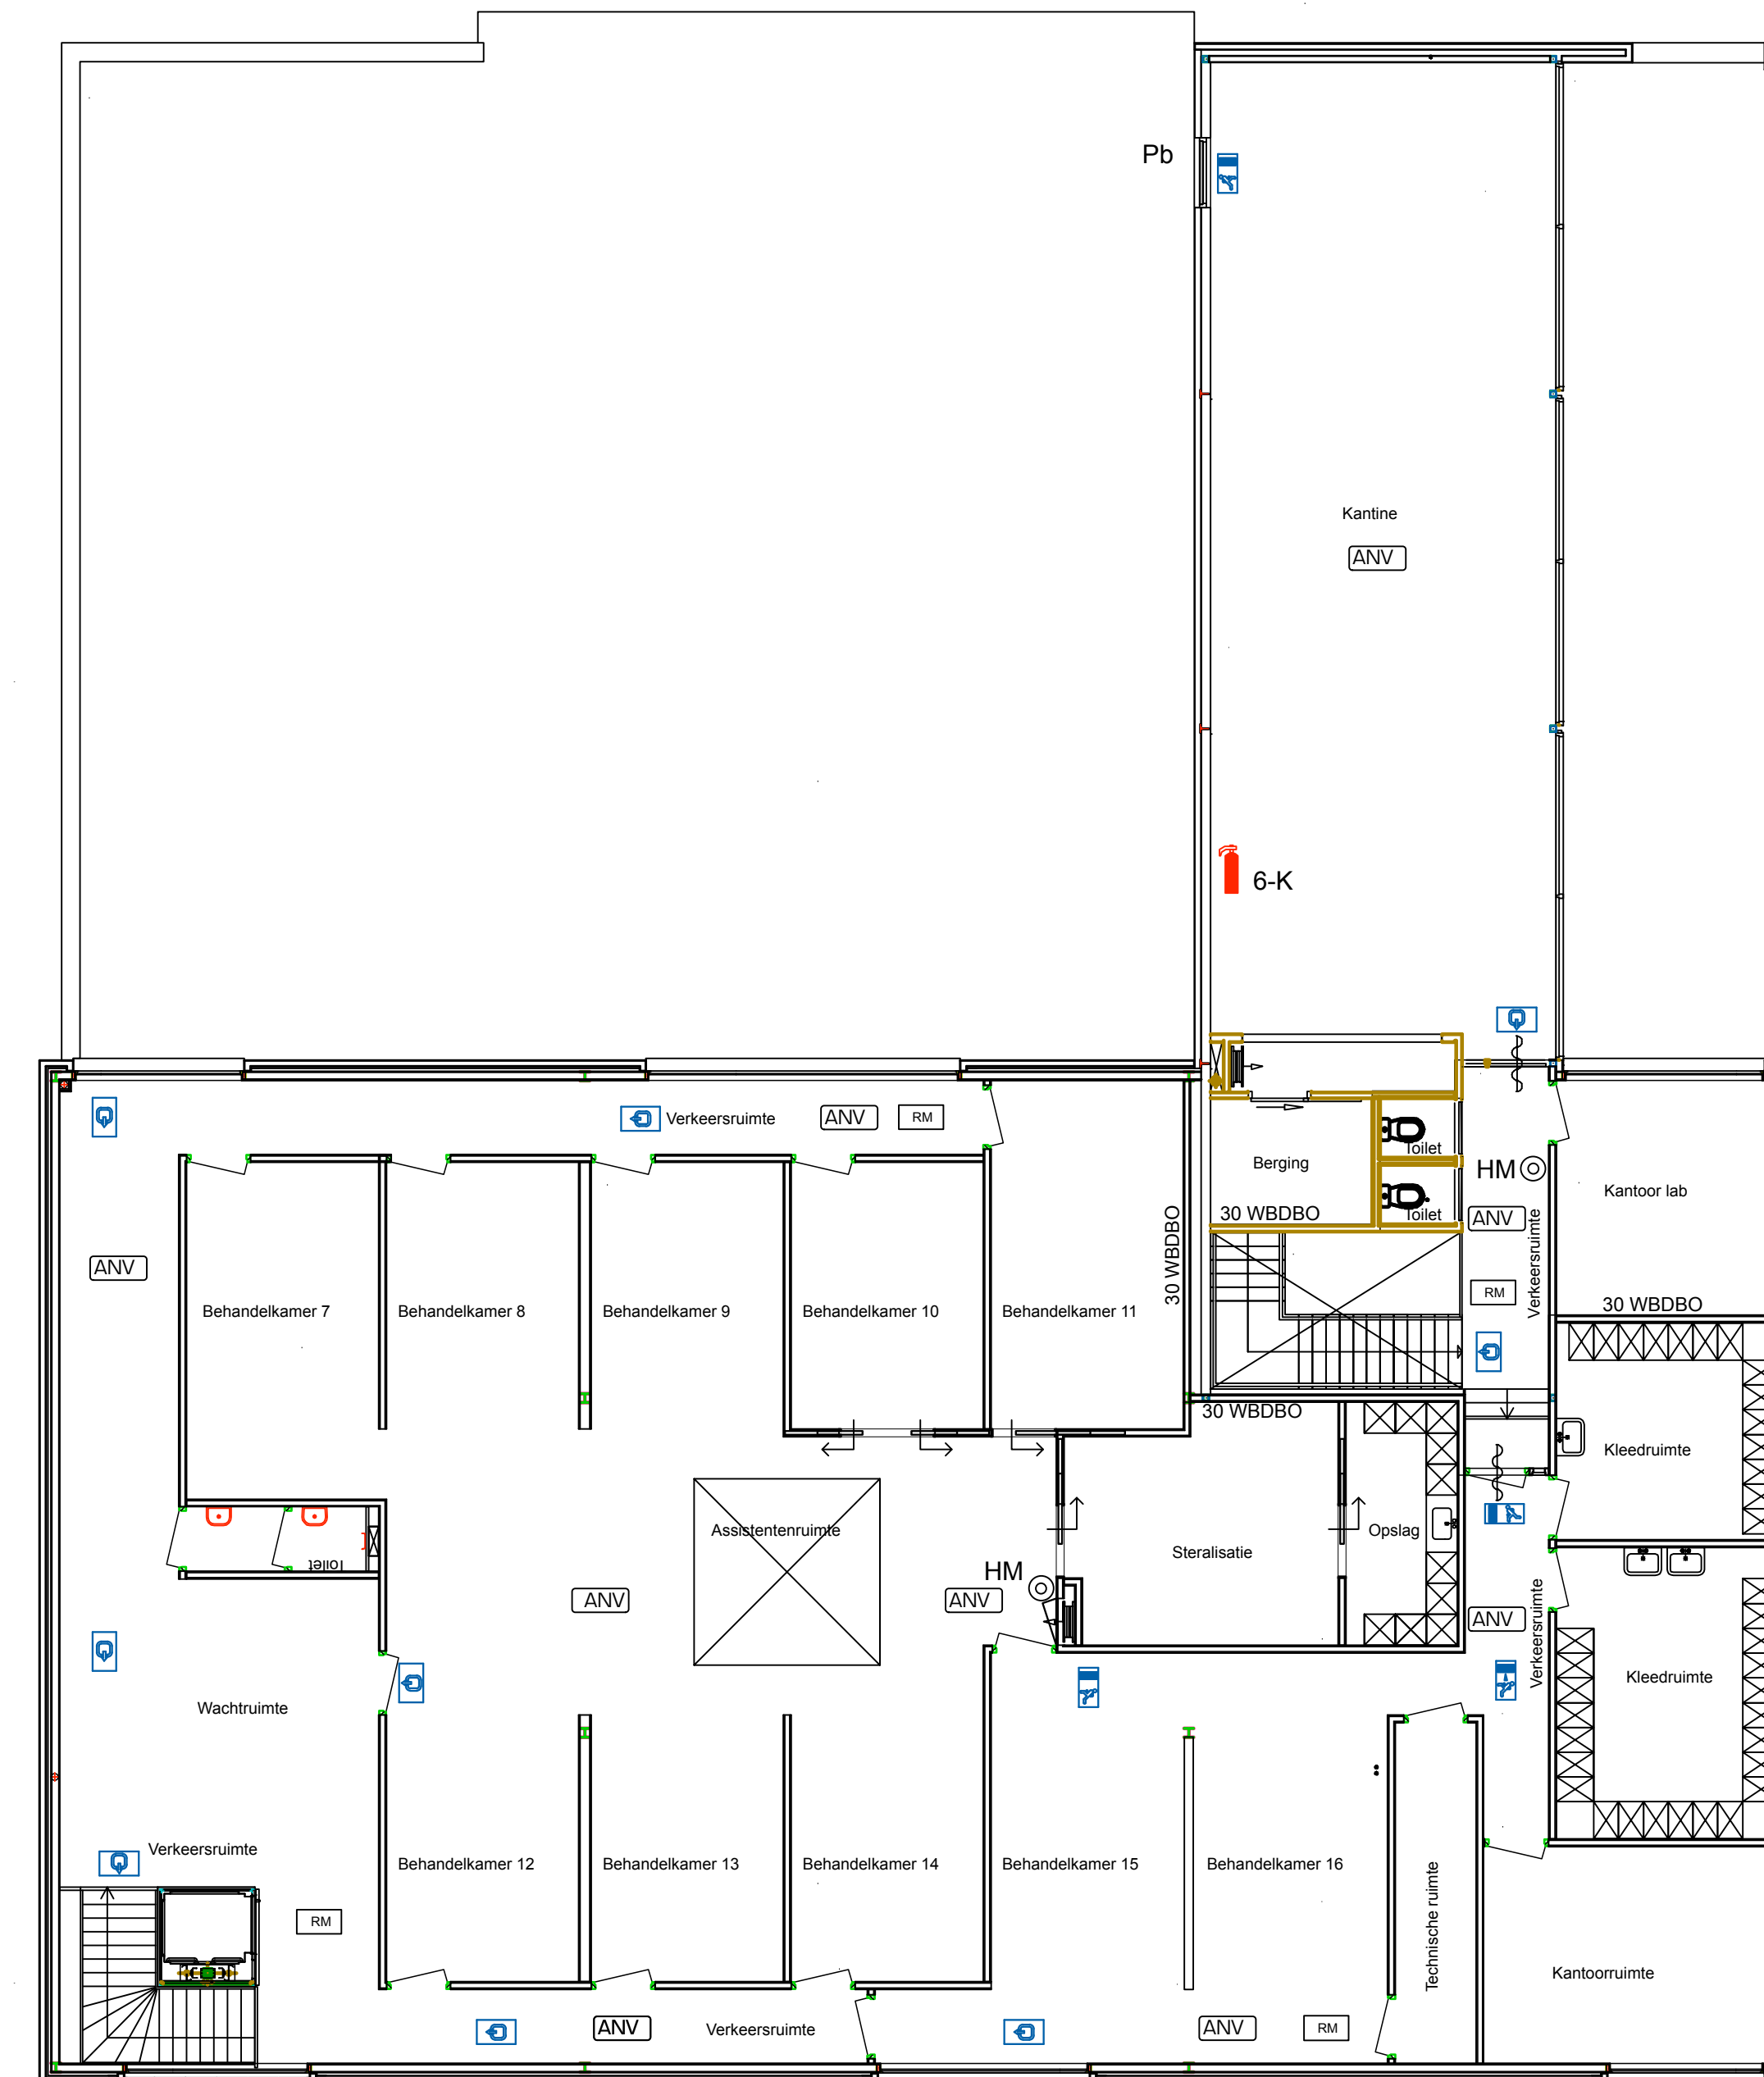 Pb
Kantine
ANV
6-K
Verkeersruimte
ANV
RM
Berging
Toilet
HM
Kantoor lab
Toilet
30 WBDBO
ANV
30 WBDBO
Verkeersruimte
ANV
RM
Behandelkamer 7
Behandelkamer 8
Behandelkamer 9
Behandelkamer 10
Behandelkamer 11
30 WBDBO
30 WBDBO
Kleedruimte
Assistentenruimte
Opslag
Steralisatie
Toilet
HM
ANV
ANV
ANV
Verkeersruimte
Kleedruimte
Wachtruimte
Verkeersruimte
Behandelkamer 12
Behandelkamer 13
Behandelkamer 14
Behandelkamer 15
Behandelkamer 16
RM
Technische ruimte
Kantoorruimte
ANV
Verkeersruimte
ANV
RM